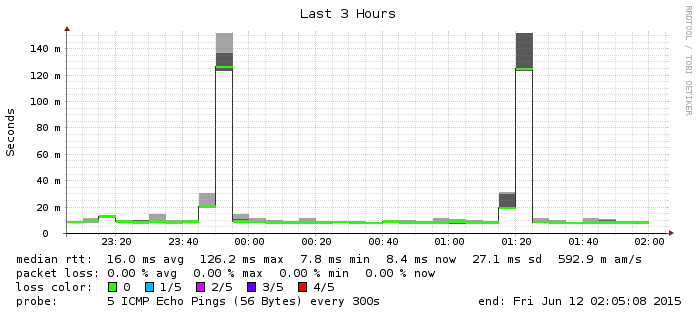 Last 3 Hours
RRDTOOL / TOBI OETIKER
Seconds
140 m
120 m
100 m
80 m
60 m
40 m
20 m
0
23:20 23:40 00:00 00:20 00:40 01:00 01:20 01:40 02:00
median rtt: 16.0 ms avg 126.2 ms max 7.8 ms min 8.4 ms now 27.1 ms sd 592.9 m am/s
packet loss: 0.00 % avg 0.00 % max 0.00 % min 0.00 % now
loss color: 0 1/5 2/5 3/5 4/5
probe: 5 ICMP Echo Pings (56 Bytes) every 300s end: Fri Jun 12 02:05:08 2015